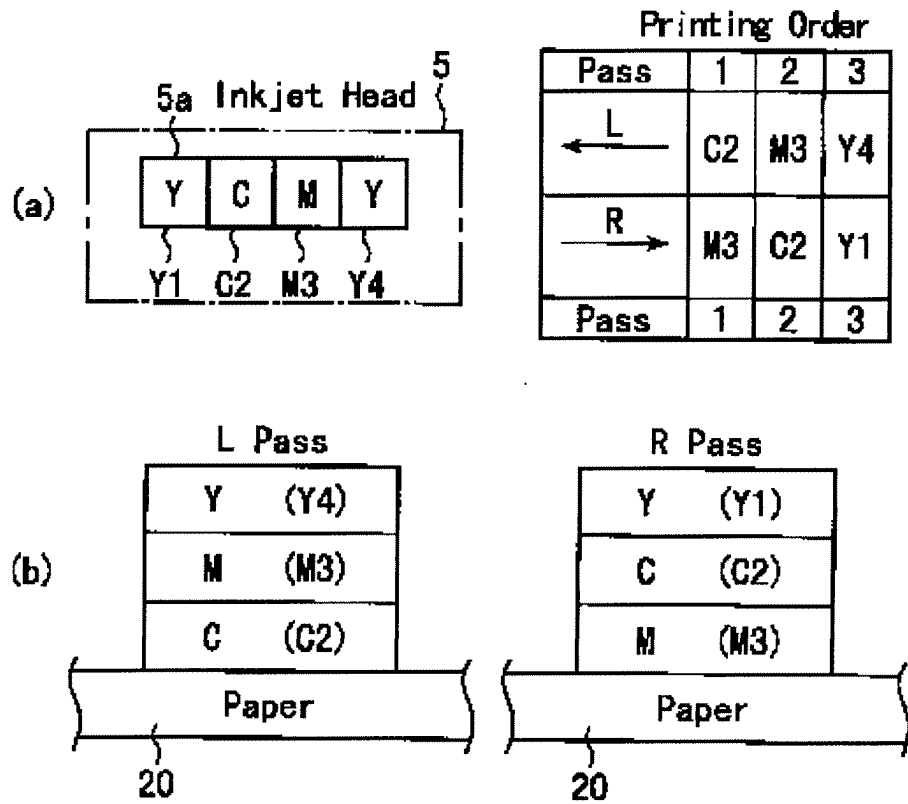 Printing Order
5
5a Inkjet Head
(a)
Y C M Y
Y1 C2 M3 Y4
Pass 1 2 3
L C2 M3 Y4
R M3 C2 Y1
Pass 1 2 3
(b)
L Pass
Y (Y4)
M (M3)
C (C2)
Paper
20
R Pass
Y (Y1)
C (C2)
M (M3)
Paper
20